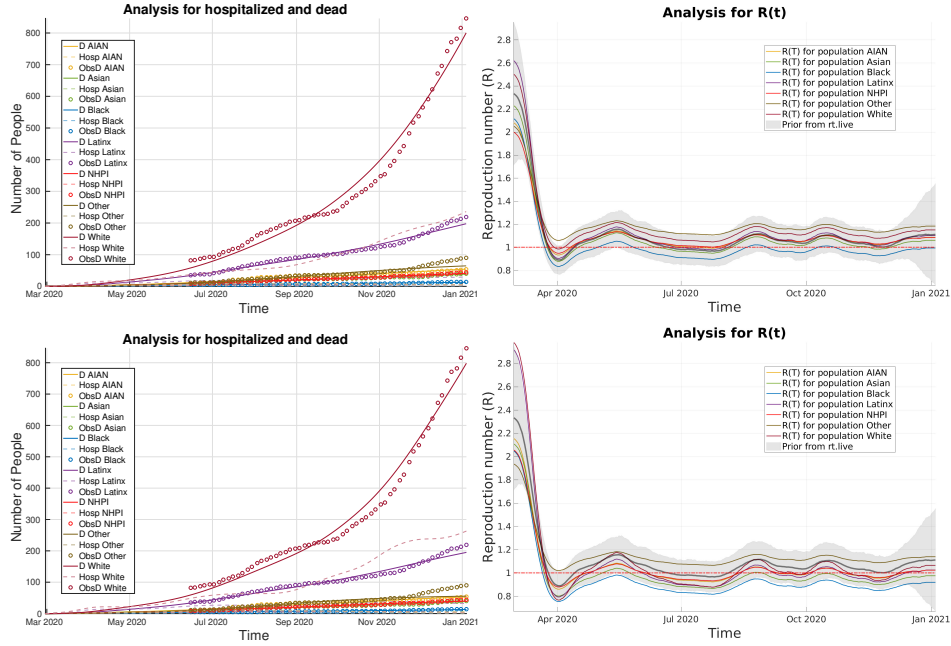 Analysis for hospitalized and dead
Number of People
800
700
600
500
400
300
200
100
0
D AIAN
Hosp AIAN
ObsD AIAN
D Asian
Hosp Asian
ObsD Asian
D Black
Hosp Black
ObsD Black
D Latinx
Hosp Latinx
ObsD Latinx
D NHPI
Hosp NHPI
ObsD NHPI
D Other
Hosp Other
ObsD Other
D White
Hosp White
ObsD White
Mar 2020 May 2020 Jul 2020 Sep 2020 Nov 2020 Jan 2021
Time
Analysis for R(t)
Reproduction number (R)
2.8
2.6
2.4
2.2
2
1.8
1.6
1.4
1.2
1
0.8
R(T) for population AIAN
R(T) for population Asian
R(T) for population Black
R(T) for population Latinx
R(T) for population NHPI
R(T) for population Other
R(T) for population White
Prior from rt.live
Apr 2020 Jul 2020 Oct 2020 Jan 2021
Time
Analysis for hospitalized and dead
Number of People
800
700
600
500
400
300
200
100
0
D AIAN
Hosp AIAN
ObsD AIAN
D Asian
Hosp Asian
ObsD Asian
D Black
Hosp Black
ObsD Black
D Latinx
Hosp Latinx
ObsD Latinx
D NHPI
Hosp NHPI
ObsD NHPI
D Other
Hosp Other
ObsD Other
D White
Hosp White
ObsD White
Mar 2020 May 2020 Jul 2020 Sep 2020 Nov 2020 Jan 2021
Time
Analysis for R(t)
Reproduction number (R)
2.8
2.6
2.4
2.2
2
1.8
1.6
1.4
1.2
1
0.8
R(T) for population AIAN
R(T) for population Asian
R(T) for population Black
R(T) for population Latinx
R(T) for population NHPI
R(T) for population Other
R(T) for population White
Prior from rt.live
Apr 2020 Jul 2020 Oct 2020 Jan 2021
Time